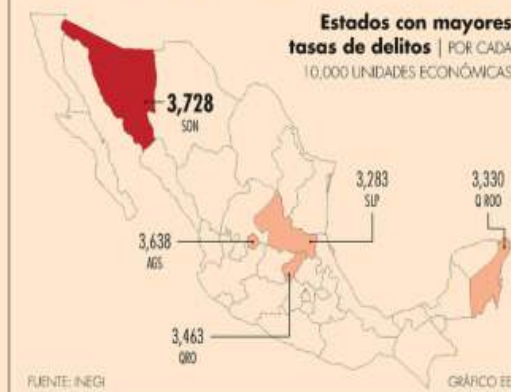 Estados con mayores
tasas de delitos | POR CADA
10,000 UNIDADES ECONÓMICAS
3,728
SON
3,283
SLP
3,330
Q ROO
3,638
AGS
3,463
QRO
FUENTE: INEGI
GRÁFICO EE